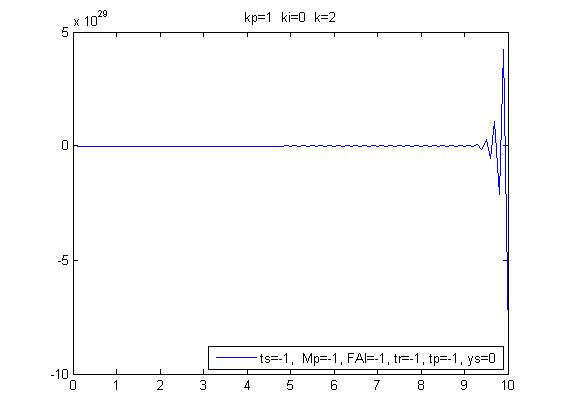 kp=1 ki=0 k=2
x 10^29
5
0
-5
-10
0 1 2 3 4 5 6 7 8 9 10
ts=-1, Mp=-1, FAI=-1, tr=-1, tp=-1, ys=0